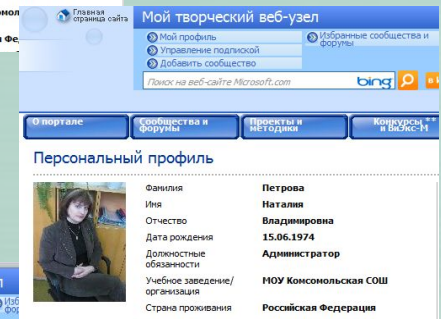 Главная
страница сайта
Мой творческий веб-узел
Мой профиль
Избранные сообщества и
форумы
Управление подпиской
Добавить сообщество
Поиск на веб-сайте Microsoft.com
bing
О портале
Сообщества и
форумы
Проекты и
методики
Конкурсы **
и ВиЭкс-М
Персональный профиль
Фамилия Петрова
Имя Наталия
Отчество Владимировна
Дата рождения 15.06.1974
Должностные
обязанности Администратор
Учебное заведение/
организация МОУ Комсомольская СОШ
Страна проживания Российская Федерация